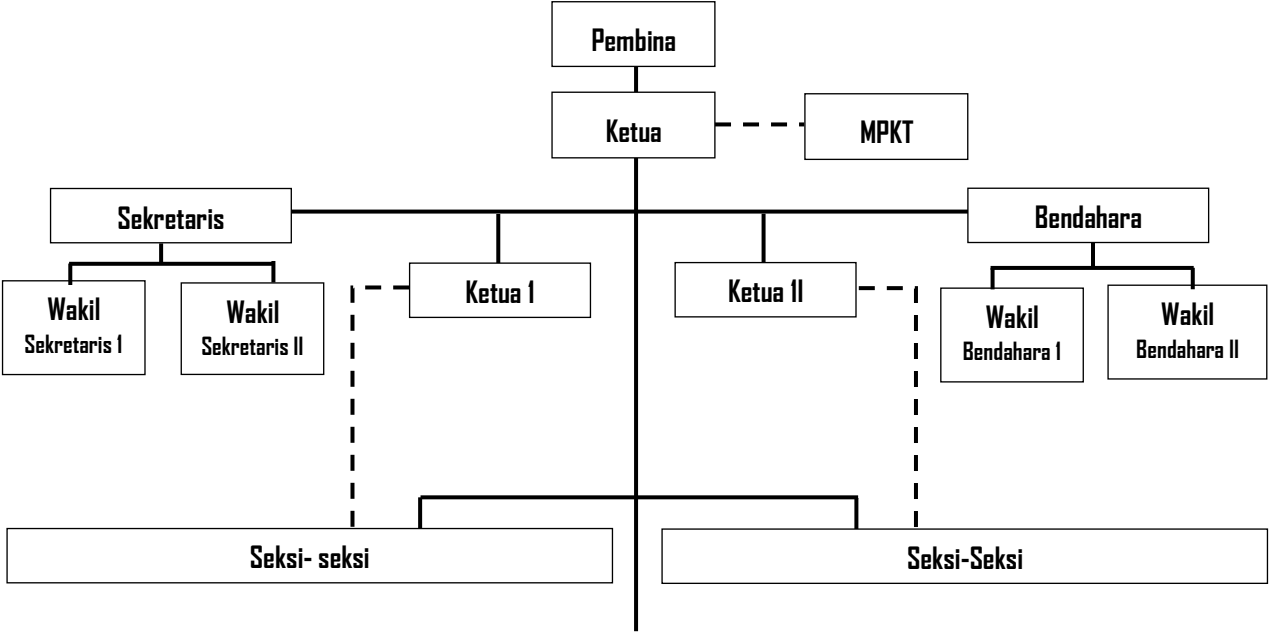 Pembina
Ketua
MPKT
Sekretaris
Bendahara
Ketua 1
Ketua 1I
Wakil
Sekretaris 1
Wakil
Sekretaris II
Wakil
Bendahara 1
Wakil
Bendahara II
Seksi- seksi
Seksi-Seksi